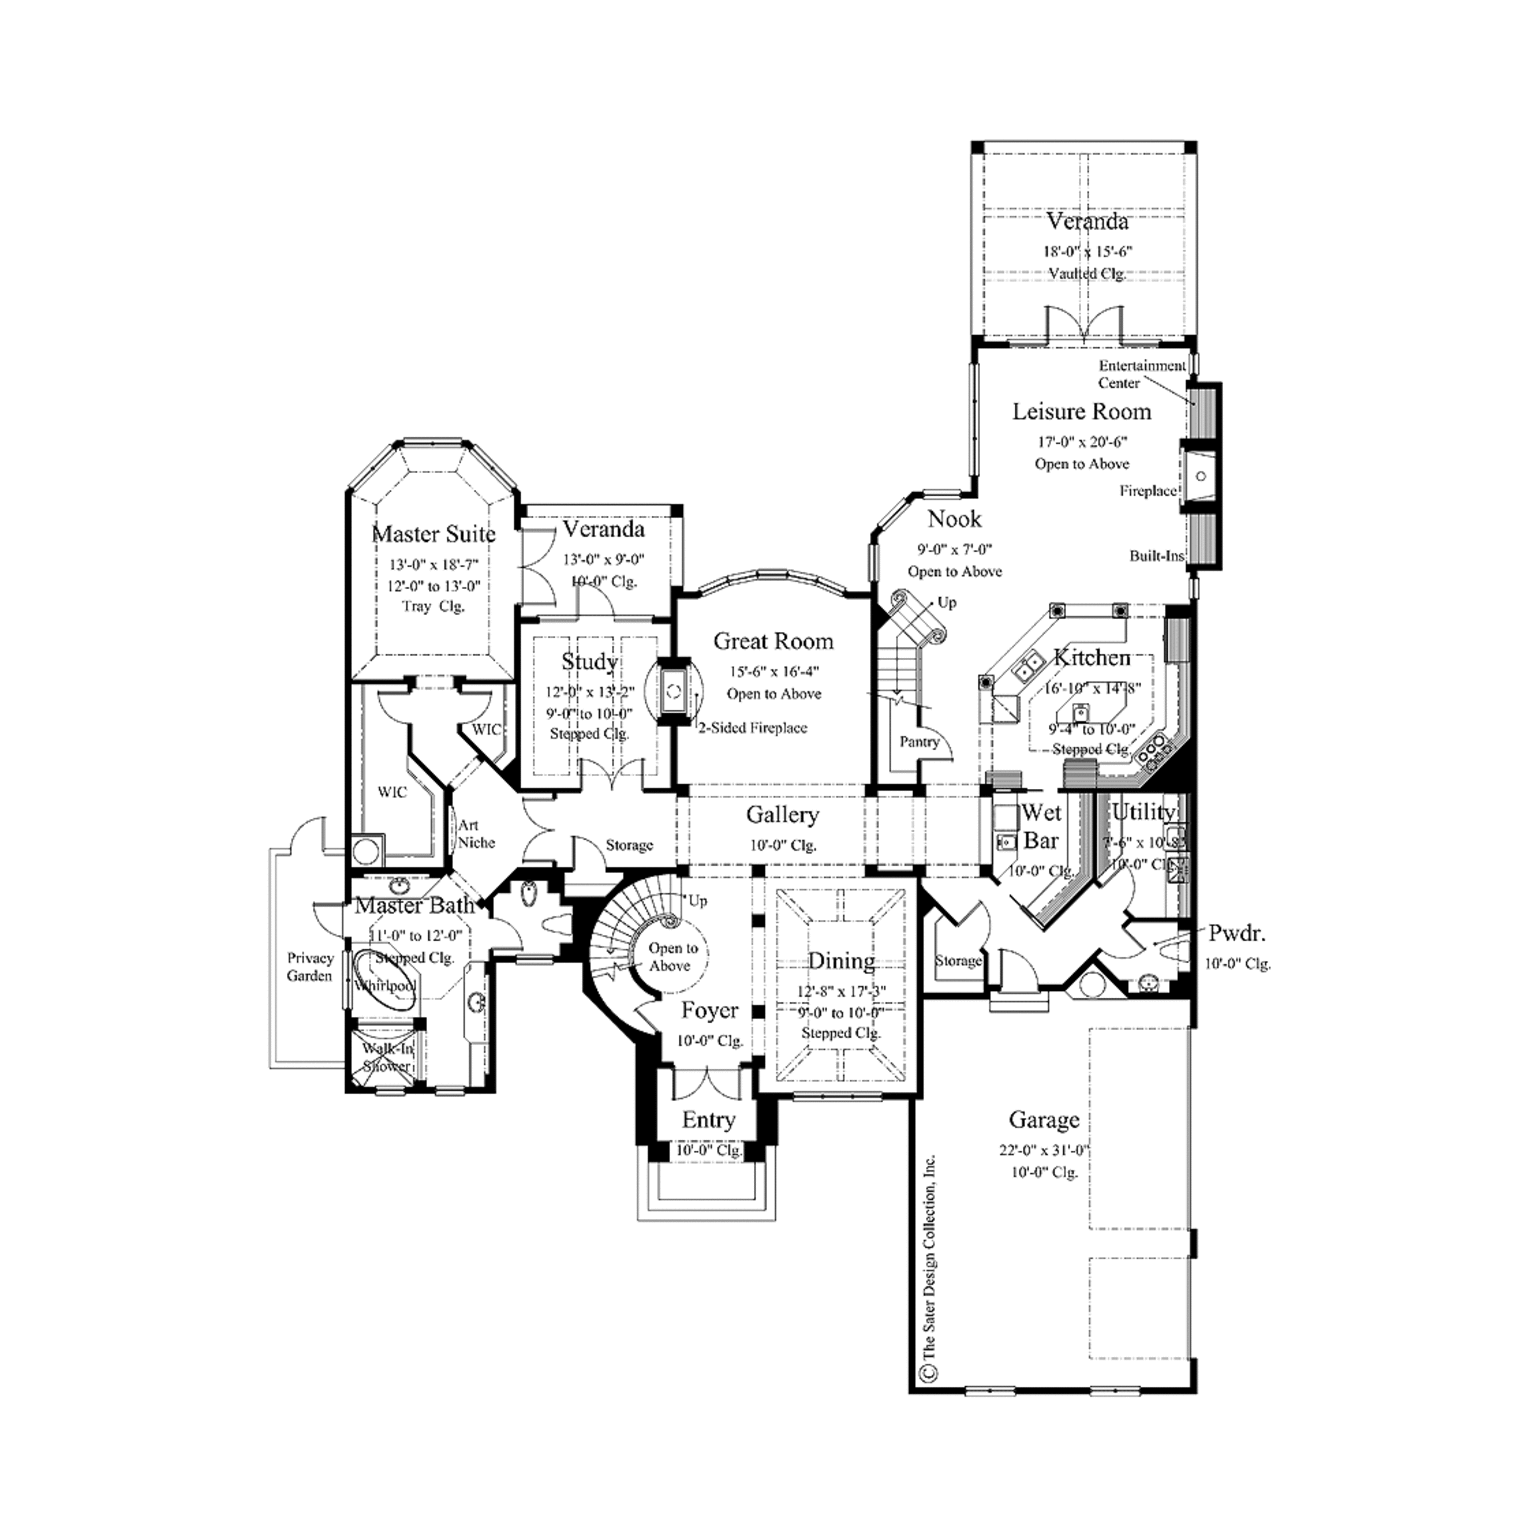 Veranda
18'-0" x 15'-6"
Vaulted Clg.
Entertainment
Center
Leisure Room
17'-0" x 20'-6"
Open to Above
Fireplace
Built-Ins
Nook
9'-0" x 7'-0"
Open to Above
Up
Master Suite
13'-0" x 18'-7"
12'-0" to 13'-0"
Tray Clg.
Veranda
13'-0" x 9'-0"
10'-0" Clg.
Great Room
15'-6" x 16'-4"
Open to Above
2-Sided Fireplace
Study
12'-0" x 13'-2"
9'-0" to 10'-0"
Stepped Clg.
Kitchen
16'-10" x 14'-8"
9'-4" to 10'-0"
Stepped Clg.
Pantry
WIC
WIC
Art
Niche
Storage
Gallery
10'-0" Clg.
Wet
Bar
10'-0" Clg.
Utility
7'-6" x 10'-8"
10'-0" Clg.
Master Bath
11'-0" to 12'-0"
Stepped Clg.
Whirlpool
Walk-In
Shower
Privacy
Garden
Up
Open to
Above
Foyer
10'-0" Clg.
Dining
12'-8" x 17'-3"
9'-0" to 10'-0"
Stepped Clg.
Storage
Pwdr.
10'-0" Clg.
Entry
10'-0" Clg.
Garage
22'-0" x 31'-0"
10'-0" Clg.
© The Sater Design Collection, Inc.